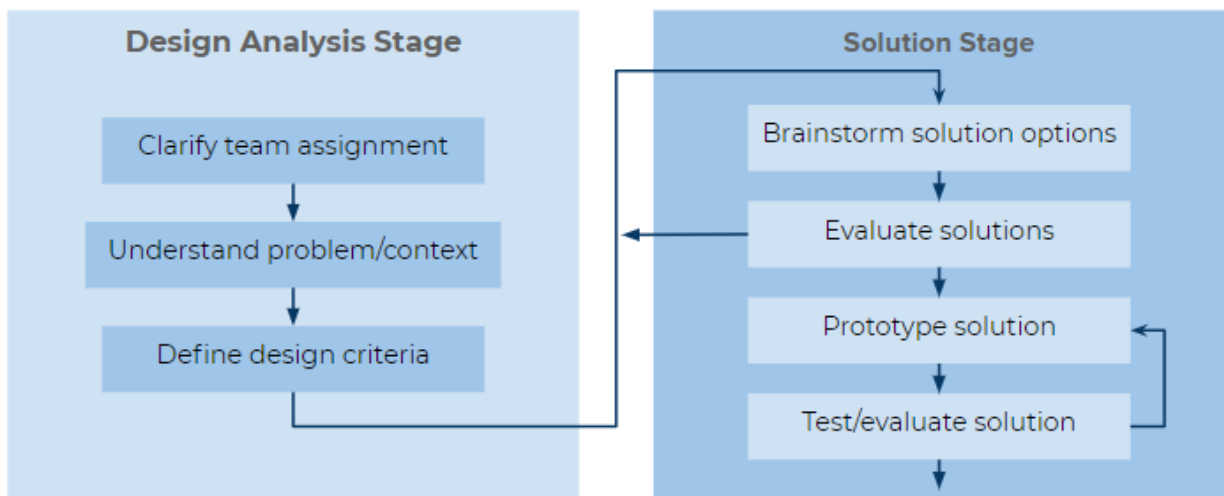 Design Analysis Stage
Clarify team assignment
Understand problem/context
Define design criteria
Solution Stage
Brainstorm solution options
Evaluate solutions
Prototype solution
Test/evaluate solution